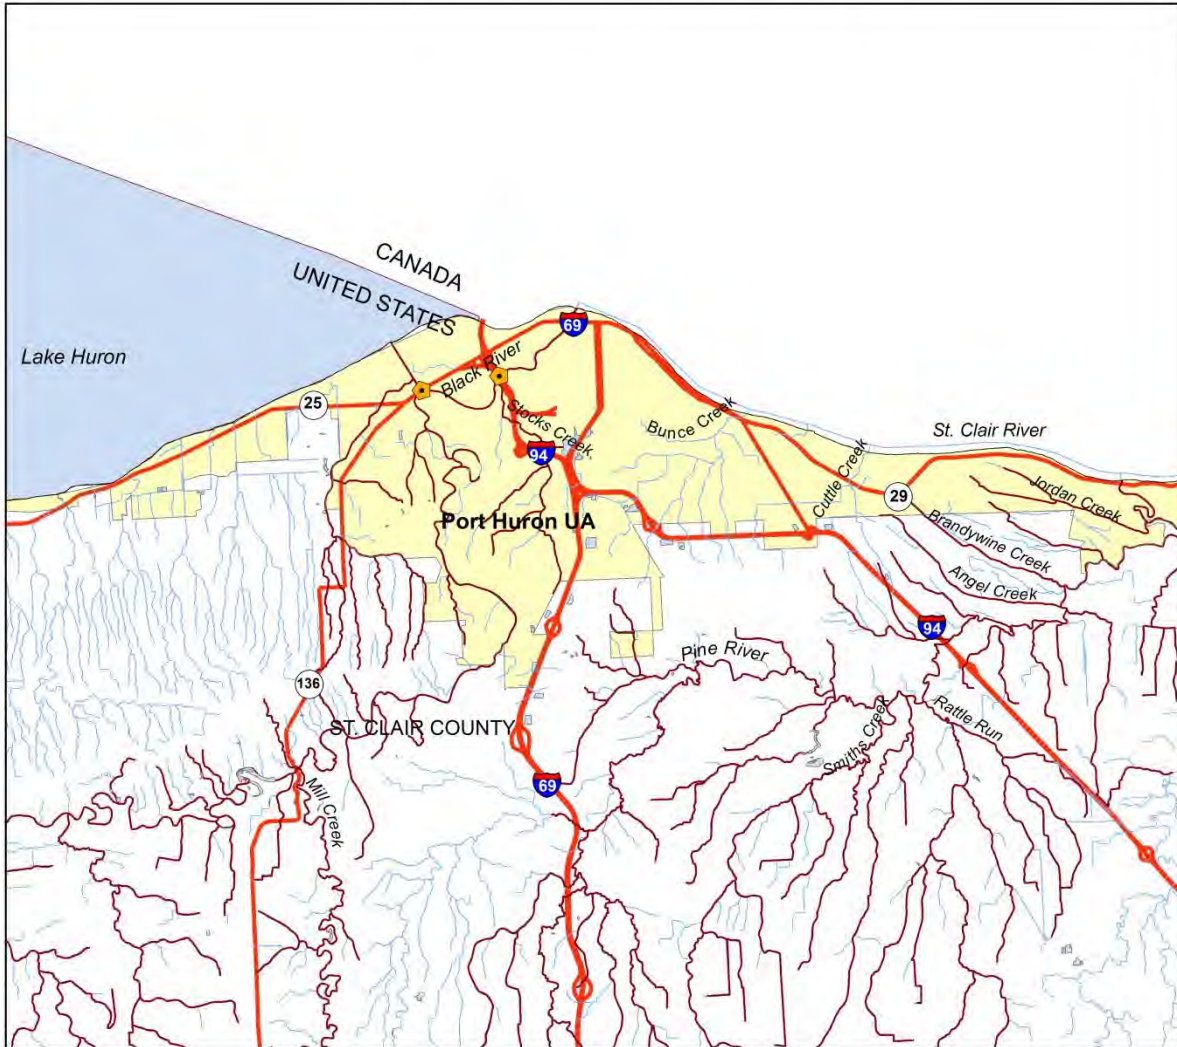 CANADA
UNITED STATES
Lake Huron
69
Black River
25
Stocks Creek,
Bunce Creek
St. Clair River
94
Cuttle Creek
29
Jordan Creek
Port Huron UA
Brandywine Creek
Angel Creek
94
Pine River
136
Rattle Run
ST. CLAIR COUNTY
Smiths Creek
69
Mill Creek